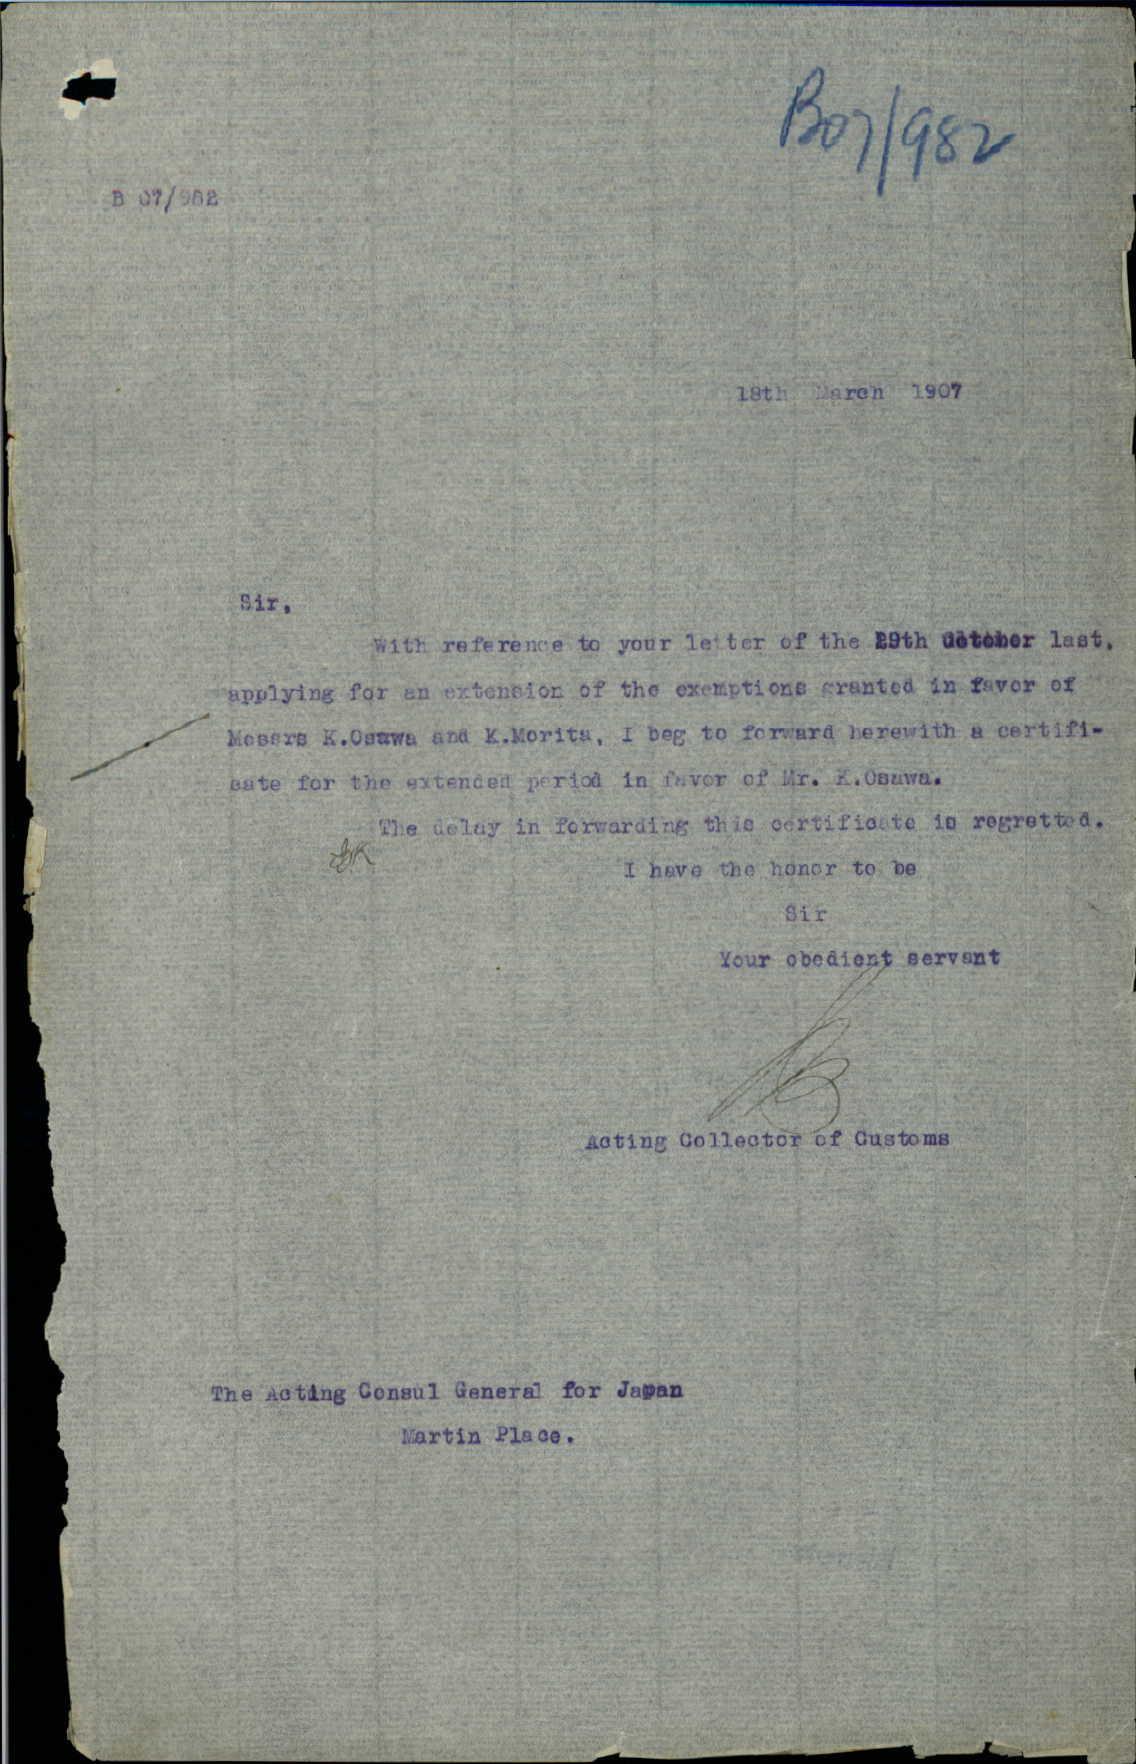 B07/982
B 07/982
18th March 1907
Sir,
With reference to your letter of the 29th October last,
applying for an extension of the exemptions granted in favor of
Messrs K.Osawa and K.Morita, I beg to forward herewith a certifi-
cate for the extended period in favor of Mr. K.Osawa.
The delay in forwarding this certificate is regretted.
I have the honor to be
Sir
Your obedient servant
Acting Collector of Customs
The Acting Consul General for Japan
Martin Place.